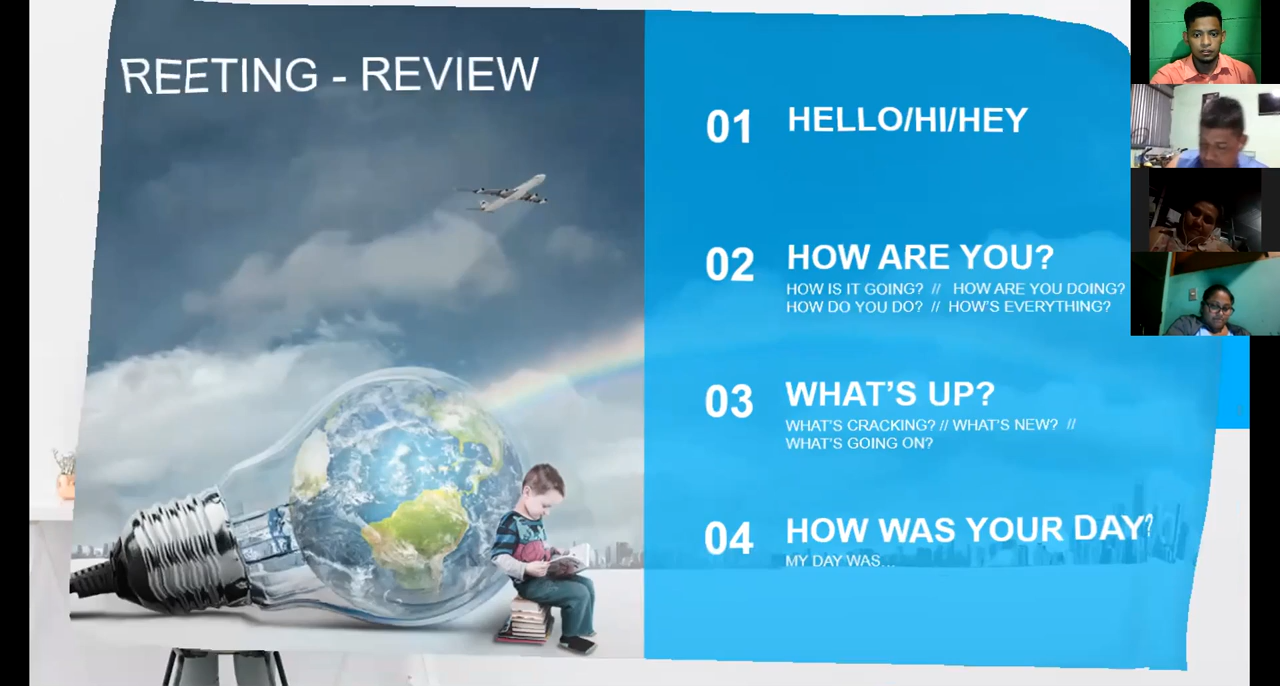 REETING - REVIEW
01 HELLO/HI/HEY
02 HOW ARE YOU?
HOW IS IT GOING? // HOW ARE YOU DOING?
HOW DO YOU DO? // HOW'S EVERYTHING?
03 WHAT'S UP?
WHAT'S CRACKING? // WHAT'S NEW? //
WHAT'S GOING ON?
04 HOW WAS YOUR DAY?
MY DAY WAS...